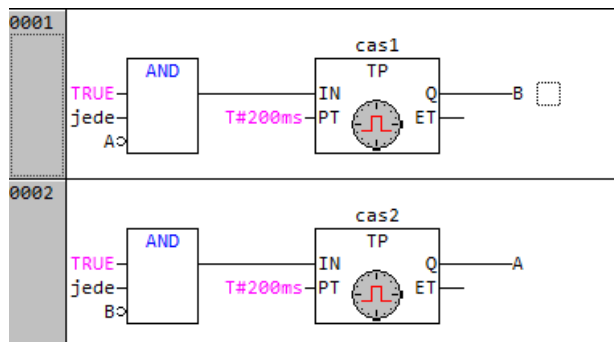 0001
cas1
AND TP
TRUE IN Q B
jede T#200ms PT ET
A
0002
cas2
AND TP
TRUE IN Q A
jede T#200ms PT ET
B